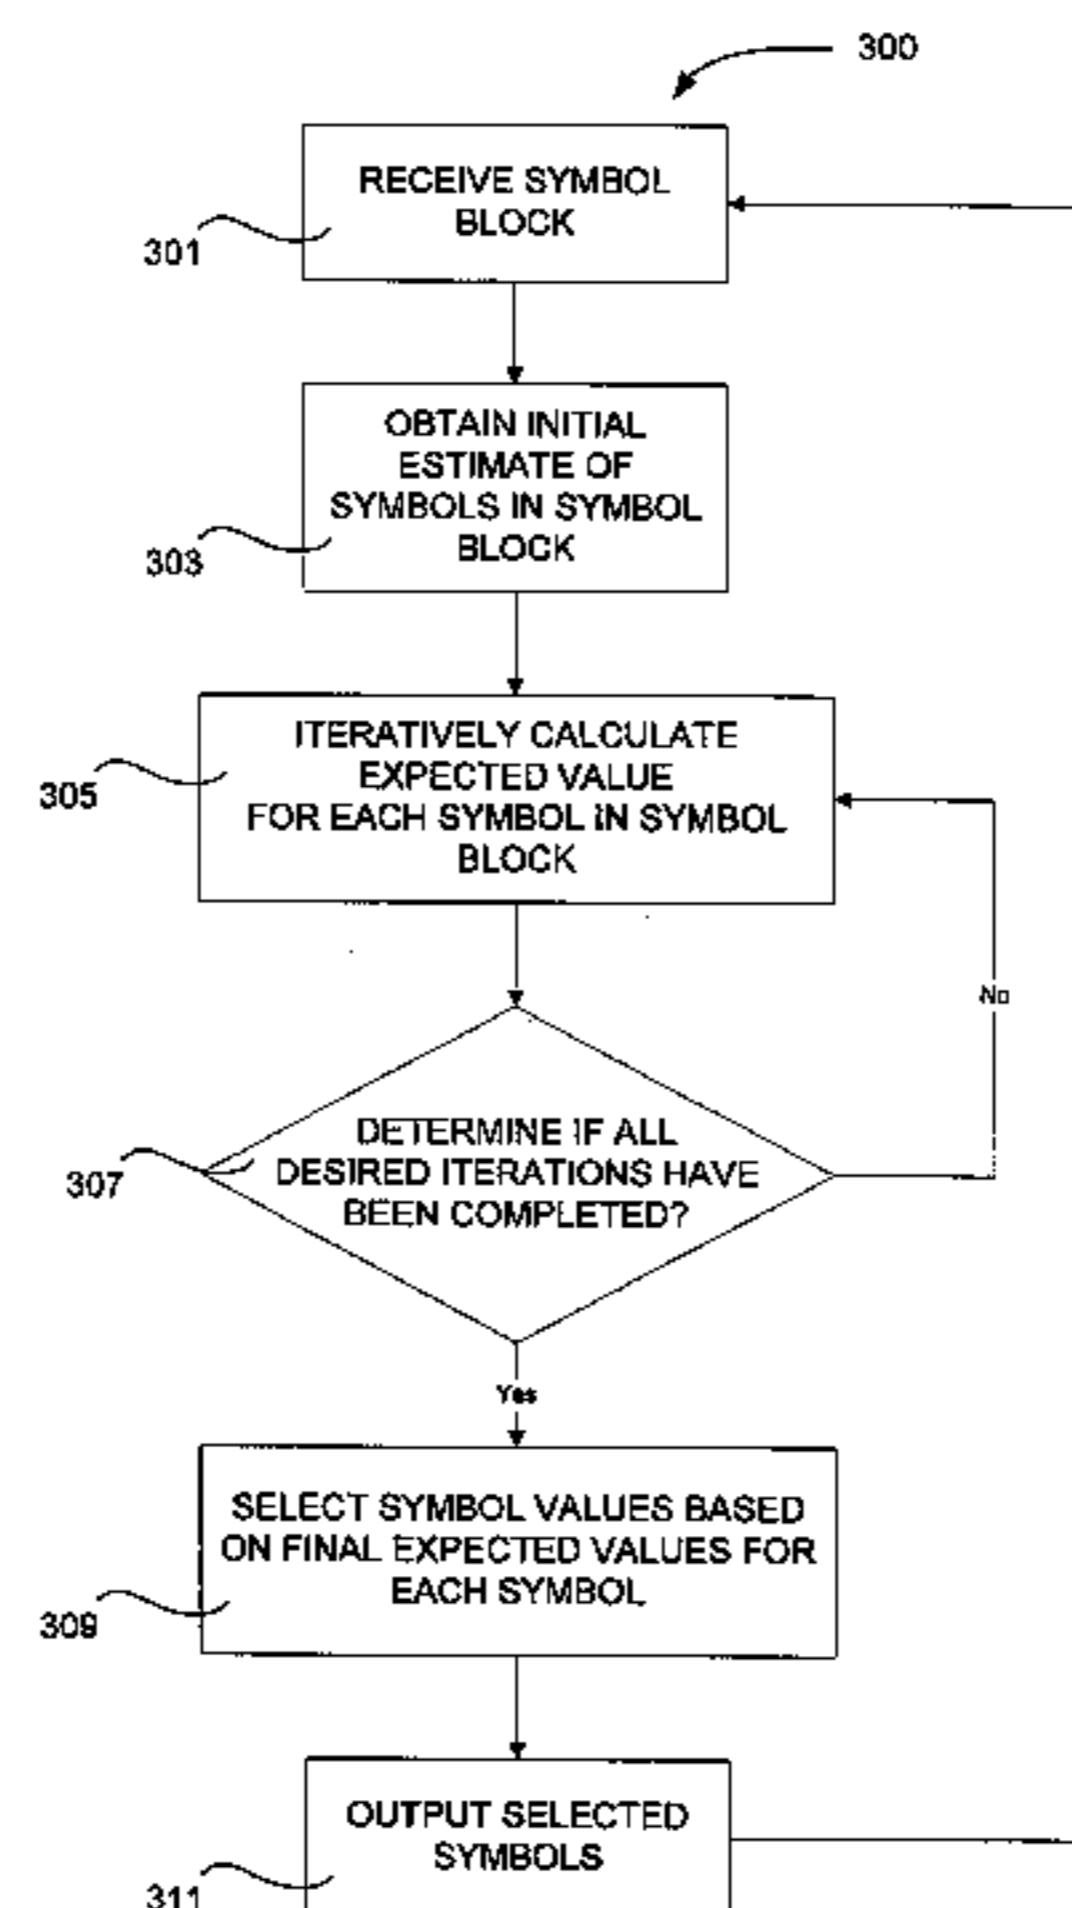 300
RECEIVE SYMBOL
BLOCK
301
OBTAIN INITIAL
ESTIMATE OF
SYMBOLS IN SYMBOL
BLOCK
303
ITERATIVELY CALCULATE
EXPECTED VALUE
FOR EACH SYMBOL IN SYMBOL
BLOCK
305
No
DETERMINE IF ALL
DESIRED ITERATIONS HAVE
BEEN COMPLETED?
307
Yes
SELECT SYMBOL VALUES BASED
ON FINAL EXPECTED VALUES FOR
EACH SYMBOL
309
OUTPUT SELECTED
SYMBOLS
311